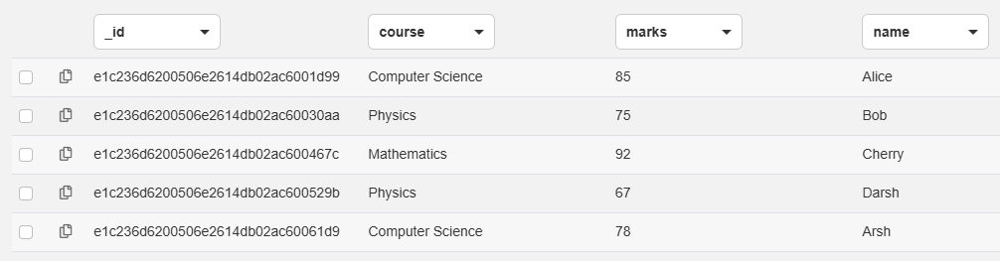 _id course marks name
e1c236d6200506e2614db02ac6001d99 Computer Science 85 Alice
e1c236d6200506e2614db02ac60030aa Physics 75 Bob
e1c236d6200506e2614db02ac600467c Mathematics 92 Cherry
e1c236d6200506e2614db02ac600529b Physics 67 Darsh
e1c236d6200506e2614db02ac60061d9 Computer Science 78 Arsh